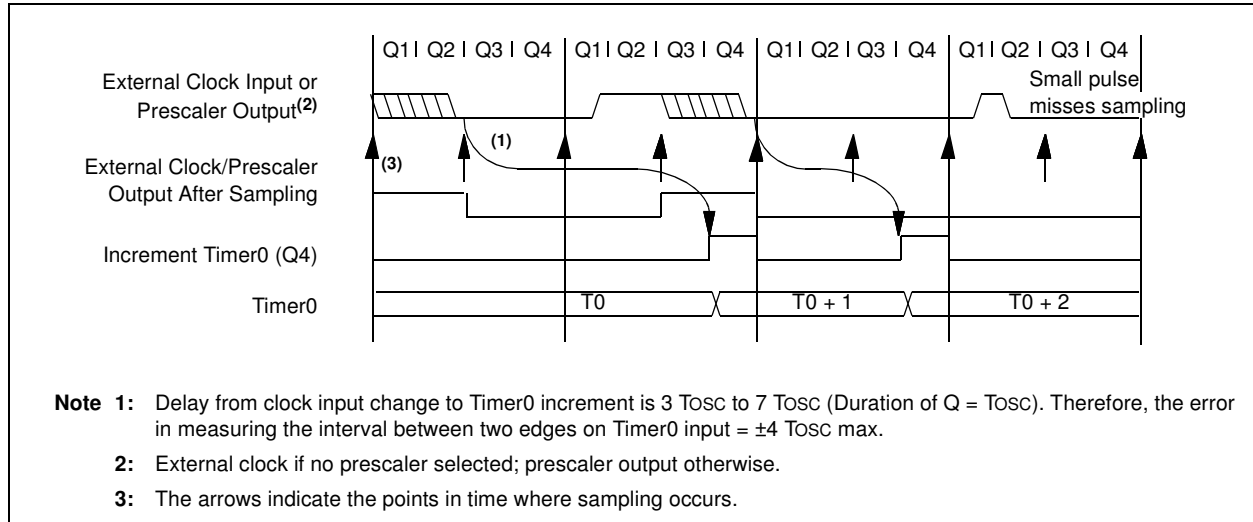 Q1 | Q2 | Q3 | Q4 Q1 | Q2 | Q3 | Q4 Q1 | Q2 | Q3 | Q4 Q1 | Q2 | Q3 | Q4
External Clock Input or
Prescaler Output(2)
Small pulse
misses sampling
(1)
(3)
External Clock/Prescaler
Output After Sampling
Increment Timer0 (Q4)
Timer0 T0 T0 + 1 T0 + 2
Note 1: Delay from clock input change to Timer0 increment is 3 TOSC to 7 TOSC (Duration of Q = TOSC). Therefore, the error
in measuring the interval between two edges on Timer0 input = ±4 TOSC max.
2: External clock if no prescaler selected; prescaler output otherwise.
3: The arrows indicate the points in time where sampling occurs.